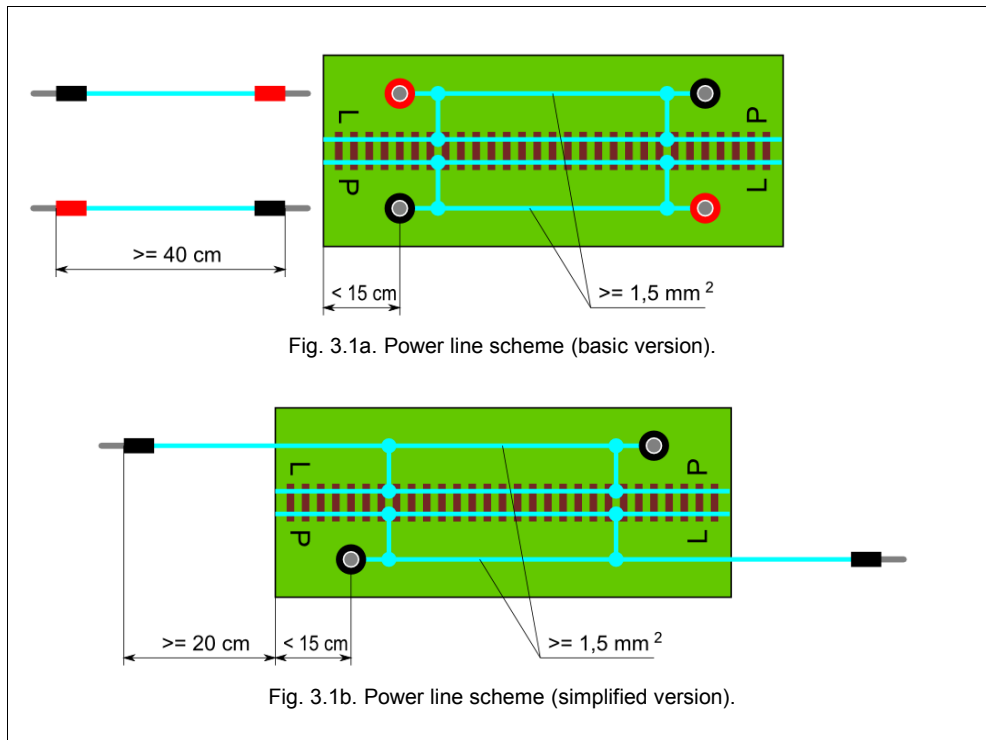 L
P
P
L
>= 40 cm
< 15 cm
>= 1,5 mm 2
Fig. 3.1a. Power line scheme (basic version).
L
P
P
L
>= 20 cm
< 15 cm
>= 1,5 mm 2
Fig. 3.1b. Power line scheme (simplified version).